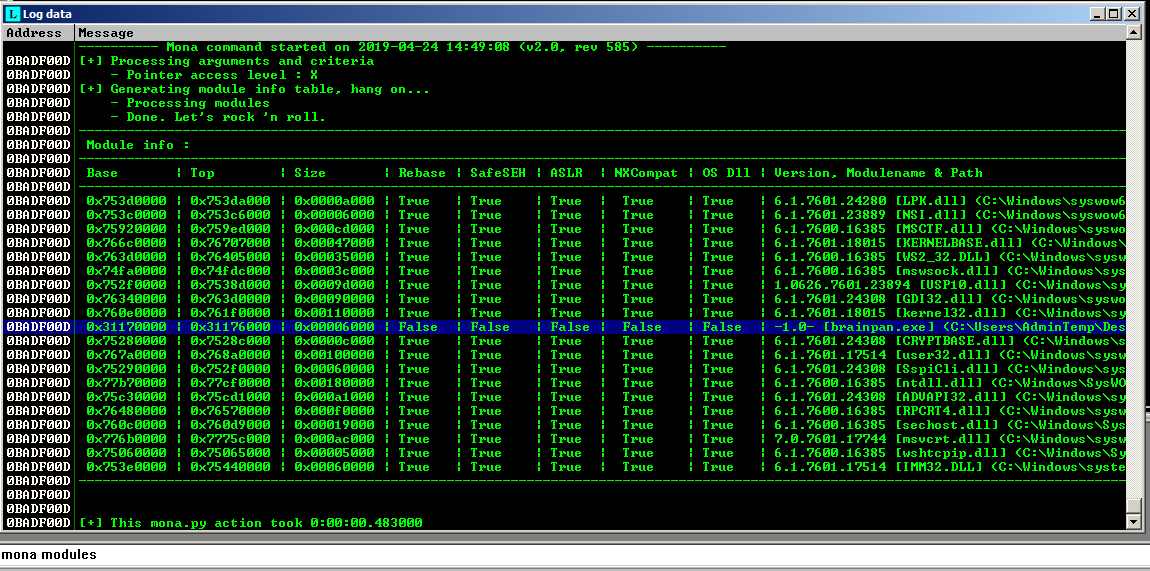 L Log data
Address Message
---------- Mona command started on 2019-04-24 14:49:08 (v2.0, rev 585) ----------
0BADF00D [+] Processing arguments and criteria
0BADF00D - Pointer access level : X
0BADF00D [+] Generating module info table, hang on...
0BADF00D - Processing modules
0BADF00D - Done. Let's rock 'n roll.
0BADF00D
0BADF00D Module info :
0BADF00D
0BADF00D Base | Top | Size | Rebase | SafeSEH | ASLR | NXCompat | OS Dll | Version, Modulename & Path
0BADF00D
0BADF00D 0x753d0000 | 0x753da000 | 0x0000a000 | True | True | True | True | True | 6.1.7601.24280 [LPK.dll] (C:\Windows\syswow6
0BADF00D 0x753c0000 | 0x753c6000 | 0x00006000 | True | True | True | True | True | 6.1.7601.23889 [NSI.dll] (C:\Windows\syswow6
0BADF00D 0x75920000 | 0x759ed000 | 0x000cd000 | True | True | True | True | True | 6.1.7600.16385 [MSCTF.dll] (C:\Windows\syswo
0BADF00D 0x766c0000 | 0x76707000 | 0x00047000 | True | True | True | True | True | 6.1.7601.18015 [KERNELBASE.dll] (C:\Windows\
0BADF00D 0x763d0000 | 0x76405000 | 0x00035000 | True | True | True | True | True | 6.1.7600.16385 [WS2_32.DLL] (C:\Windows\sysw
0BADF00D 0x74fa0000 | 0x74fdc000 | 0x0003c000 | True | True | True | True | True | 6.1.7600.16385 [mswsock.dll] (C:\Windows\sys
0BADF00D 0x752f0000 | 0x7538d000 | 0x0009d000 | True | True | True | True | True | 1.0626.7601.23894 [USP10.dll] (C:\Windows\sy
0BADF00D 0x76340000 | 0x763d0000 | 0x00090000 | True | True | True | True | True | 6.1.7601.24308 [GDI32.dll] (C:\Windows\syswo
0BADF00D 0x760e0000 | 0x761f0000 | 0x00110000 | True | True | True | True | True | 6.1.7601.18015 [kernel32.dll] (C:\Windows\sy
0BADF00D 0x31170000 | 0x31176000 | 0x00006000 | False | False | False | False | False | -1.0- [brainpan.exe] (C:\Users\AdminTemp\Des
0BADF00D 0x75280000 | 0x7528c000 | 0x0000c000 | True | True | True | True | True | 6.1.7601.24308 [CRYPTBASE.dll] (C:\Windows\s
0BADF00D 0x767a0000 | 0x768a0000 | 0x00100000 | True | True | True | True | True | 6.1.7601.17514 [user32.dll] (C:\Windows\sysw
0BADF00D 0x75290000 | 0x752f0000 | 0x00060000 | True | True | True | True | True | 6.1.7601.24308 [SspiCli.dll] (C:\Windows\sys
0BADF00D 0x77b70000 | 0x77cf0000 | 0x00180000 | True | True | True | True | True | 6.1.7600.16385 [ntdll.dll] (C:\Windows\SysWO
0BADF00D 0x75c30000 | 0x75cd1000 | 0x000a1000 | True | True | True | True | True | 6.1.7601.24308 [ADVAPI32.dll] (C:\Windows\sy
0BADF00D 0x76480000 | 0x76570000 | 0x000f0000 | True | True | True | True | True | 6.1.7600.16385 [RPCRT4.dll] (C:\Windows\sysw
0BADF00D 0x760c0000 | 0x760d9000 | 0x00019000 | True | True | True | True | True | 6.1.7600.16385 [sechost.dll] (C:\Windows\Sys
0BADF00D 0x776b0000 | 0x7775c000 | 0x000ac000 | True | True | True | True | True | 7.0.7601.17744 [msvcrt.dll] (C:\Windows\sysw
0BADF00D 0x75060000 | 0x75065000 | 0x00005000 | True | True | True | True | True | 6.1.7600.16385 [wshtcpip.dll] (C:\Windows\Sy
0BADF00D 0x753e0000 | 0x75440000 | 0x00060000 | True | True | True | True | True | 6.1.7601.17514 [IMM32.DLL] (C:\Windows\syste
0BADF00D
0BADF00D
0BADF00D
0BADF00D [+] This mona.py action took 0:00:00.483000
mona modules